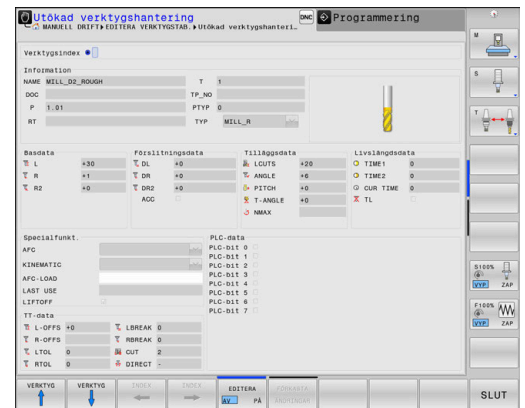 Utökad verktygshantering
DNC
Programmering
MANUELL DRIFT▸EDITERA VERKTYGSTAB.▸Utökad verktygshanteri…
Verktygsindex
Information
NAME MILL_D2_ROUGH T 1
DOC TP_NO
P 1.01 PTYP 0
RT TYP MILL_R
Basdata Förslitningsdata Tilläggsdata Livslängdsdata
L +30 DL +0 LCUTS +20 TIME1 0
R +1 DR +0 ANGLE +6 TIME2 0
R2 +0 DR2 +0 PITCH +0 CUR TIME 0
ACC T-ANGLE +0 TL
NMAX
Specialfunkt. PLC-data
AFC PLC-bit 0
PLC-bit 1
KINEMATIC PLC-bit 2
AFC-LOAD PLC-bit 3
PLC-bit 4
LAST USE PLC-bit 5
LIFTOFF PLC-bit 6
PLC-bit 7
TT-data
L-OFFS +0 LBREAK 0
R-OFFS RBREAK 0
LTOL 0 CUT 2
RTOL 0 DIRECT -
M
S
T
S100%
VYP ZAP
F100%
VYP ZAP
VERKTYG
VERKTYG
INDEX
INDEX
EDITERA
AV PÅ
ÄNDRINGEN
SLUT